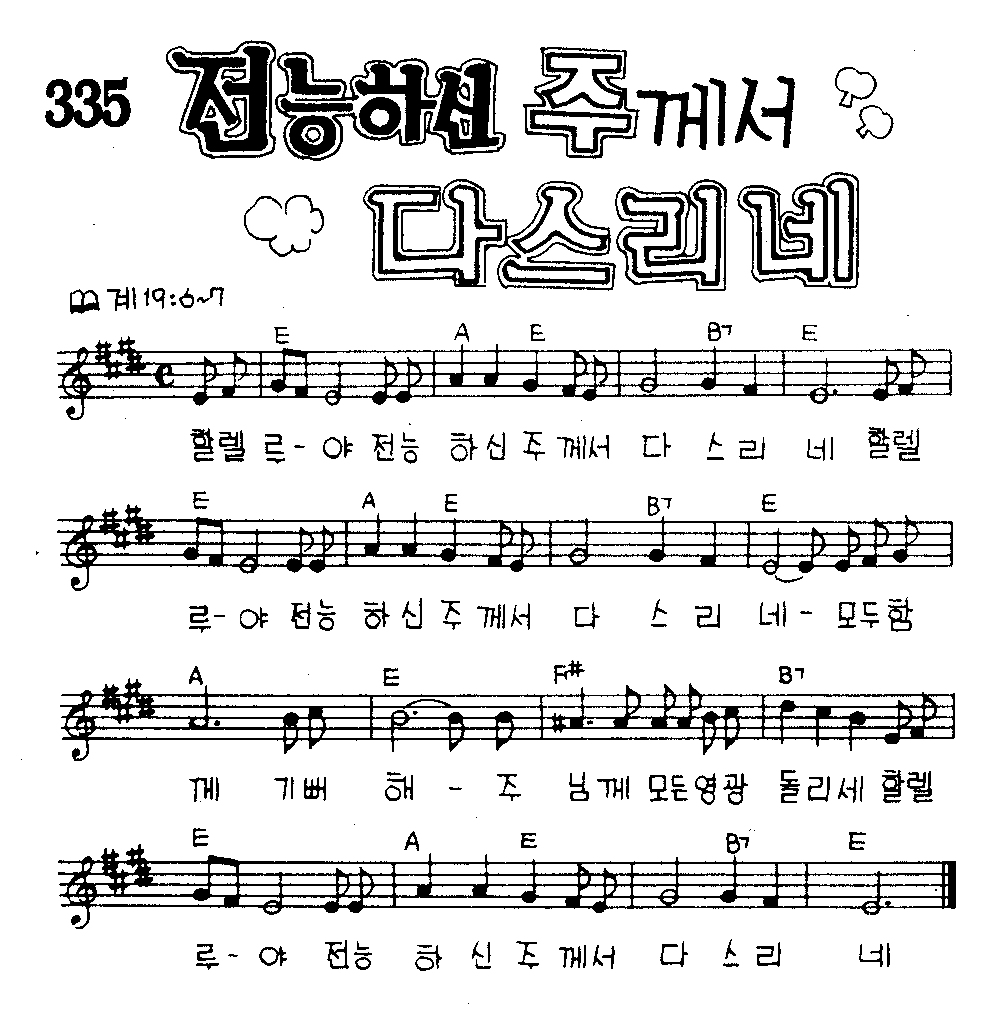 335 전능하신 주께서
다스리네
계19:6~7
E A E B7 E
할렐 루-야 전능 하신 주 께서 다 스리 네 할렐
E A E B7 E
루-야 전능 하신 주 께서 다 스 리 네- 모두함
A E F# B7
께 기뻐 해 - 주 님께 모든영광 돌리세 할렐
E A E B7 E
루-야 전능 하 신 주 께서 다 스리 네